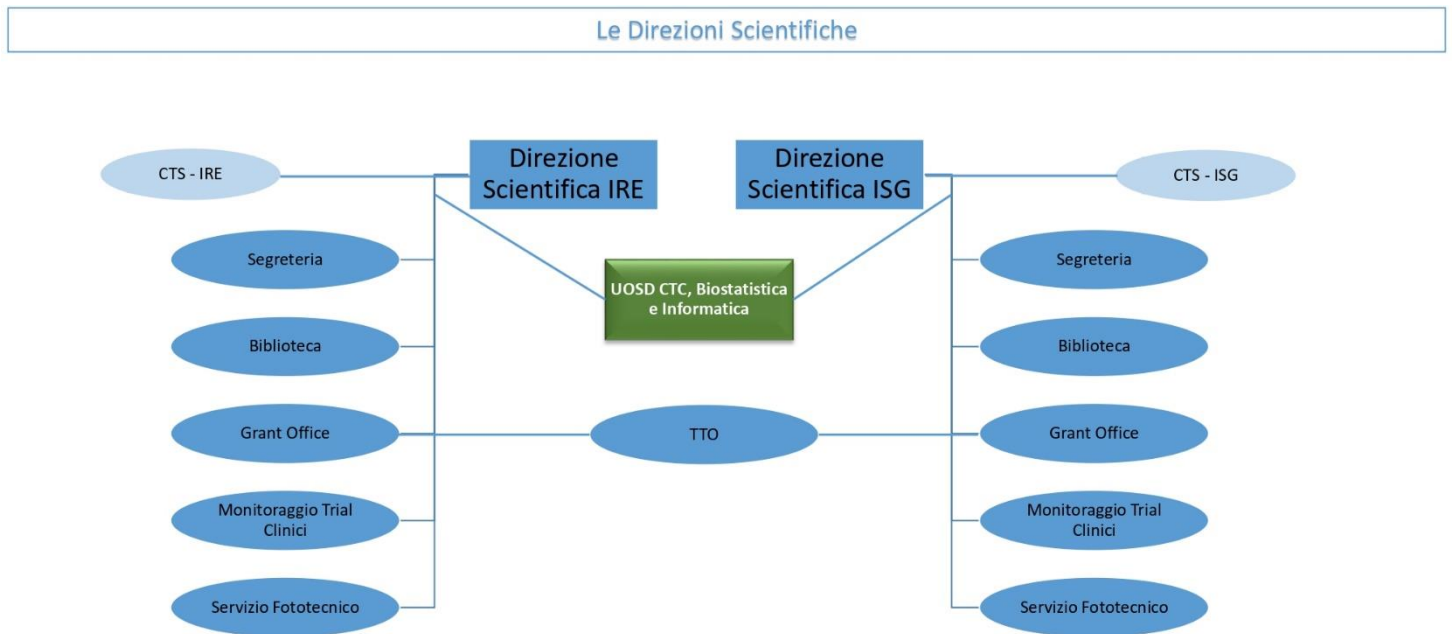 Le Direzioni Scientifiche
CTS - IRE
Direzione
Scientifica IRE
Direzione
Scientifica ISG
CTS - ISG
Segreteria
Segreteria
UOSD CTC, Biostatistica
e Informatica
Biblioteca
Biblioteca
Grant Office
TTO
Grant Office
Monitoraggio Trial
Clinici
Monitoraggio Trial
Clinici
Servizio Fototecnico
Servizio Fototecnico